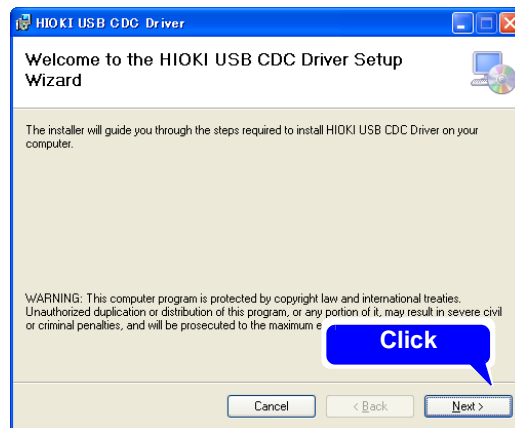 HIOKI USB CDC Driver
Welcome to the HIOKI USB CDC Driver Setup
Wizard
The installer will guide you through the steps required to install HIOKI USB CDC Driver on your
computer.
WARNING: This computer program is protected by copyright law and international treaties.
Unauthorized duplication or distribution of this program, or any portion of it, may result in severe civil
or criminal penalties, and will be prosecuted to the maximum
Click
Cancel
< Back
Next >